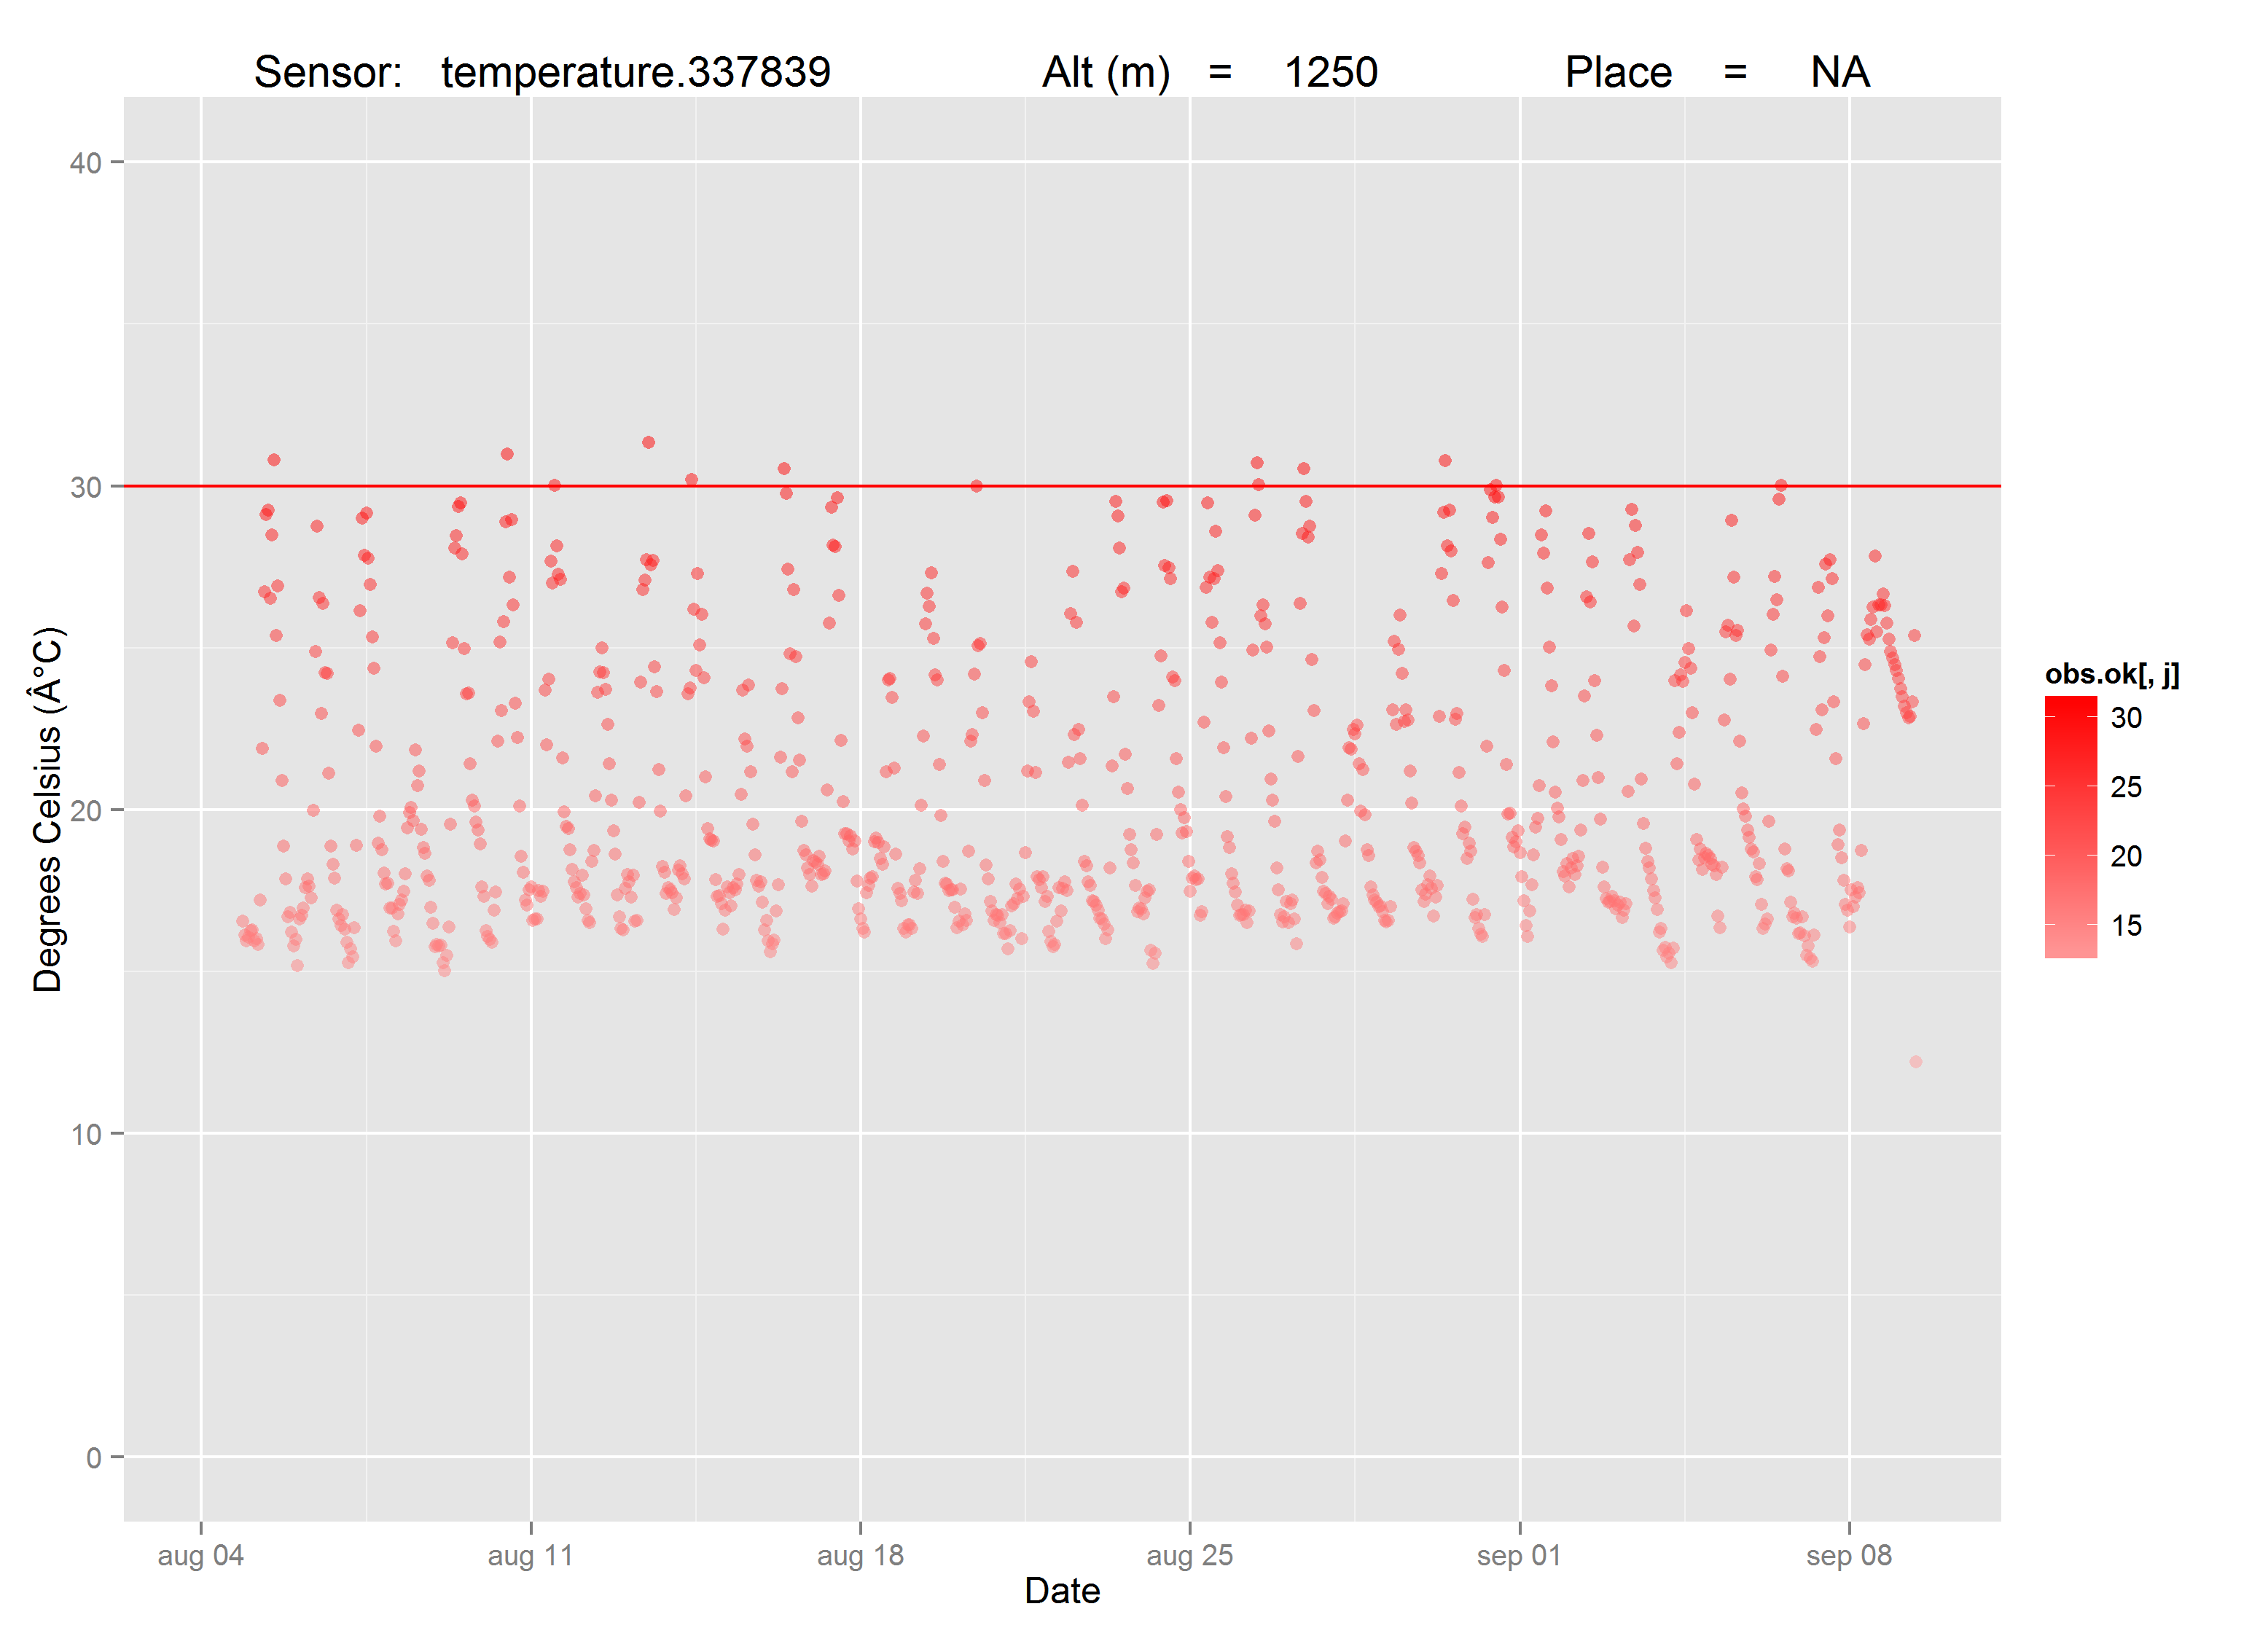 Sensor: temperature.337839 Alt (m) = 1250 Place = NA
40
30
20
10
0
Degrees Celsius (Â°C)
aug 04 aug 11 aug 18 aug 25 sep 01 sep 08
Date
obs.ok[, j]
30
25
20
15